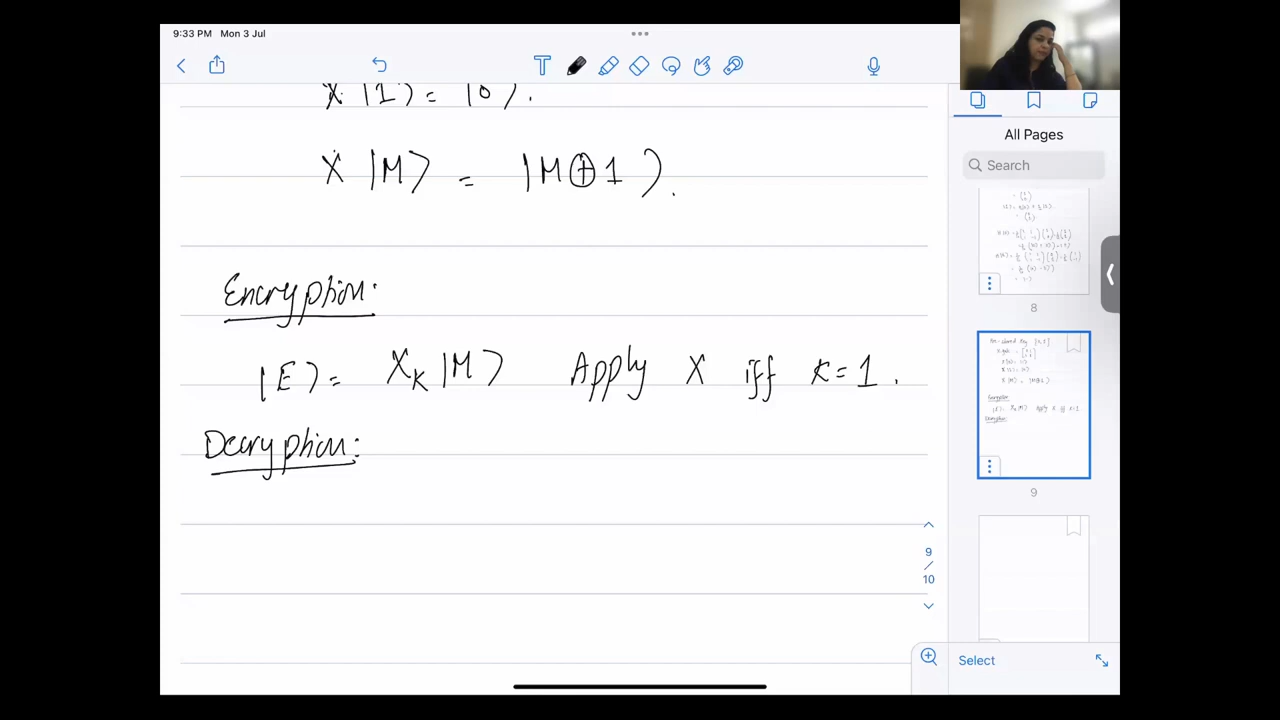 9:33 PM Mon 3 Jul
X |1⟩ = |0⟩.
X |M⟩ = |M⊕1⟩.
Encryption:
|E⟩ = X_K |M⟩ Apply X iff K = 1.
Decryption:
9
/
10
All Pages
Search
8
9
Select